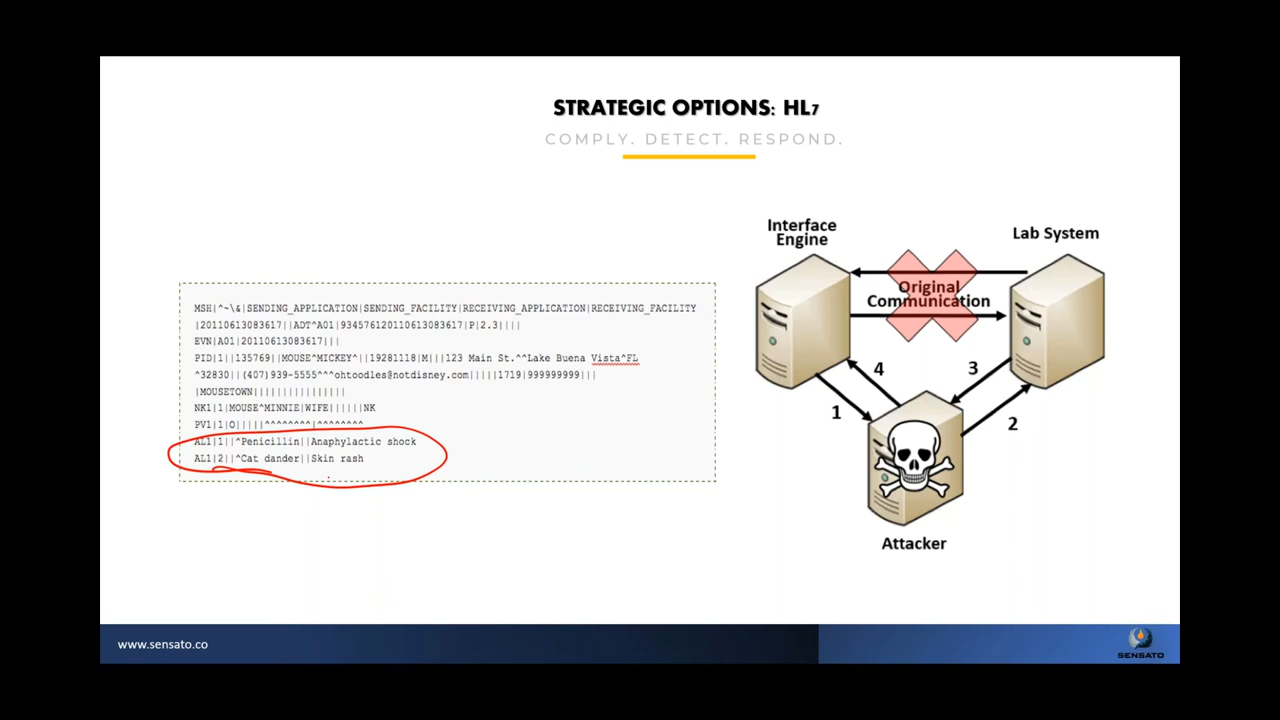 STRATEGIC OPTIONS: HL7
COMPLY. DETECT. RESPOND.
MSH|^~\&|SENDING_APPLICATION|SENDING_FACILITY|RECEIVING_APPLICATION|RECEIVING_FACILITY
|20110613083617||ADT^A01|934576120110613083617|P|2.3||||
EVN|A01|20110613083617|||
PID|1||135769||MOUSE^MICKEY^||19281118|M|||123 Main St.^^Lake Buena Vista^FL
^32830||(407)939-5555^^^ohtoodles@notdisney.com|||||1719|999999999|||
|MOUSETOWN|||||||||||||||||
NK1|1|MOUSE^MINNIE|WIFE||||||NK
PV1|1|O|||||^^^^^^^^|^^^^^^^^
AL1|1||^Penicillin||Anaphylactic shock
AL1|2||^Cat dander||Skin rash
Interface
Engine
Lab System
Original
Communication
4
3
1
2
Attacker
www.sensato.co
SENSATO